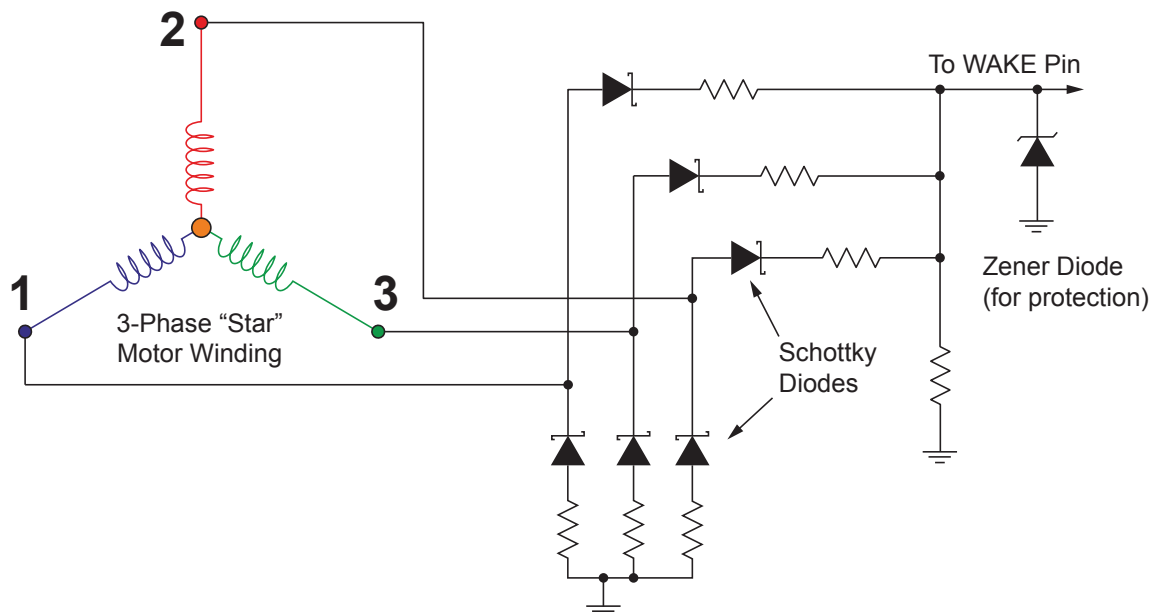 2
To WAKE Pin
1
3
3-Phase “Star”
Motor Winding
Zener Diode
(for protection)
Schottky
Diodes